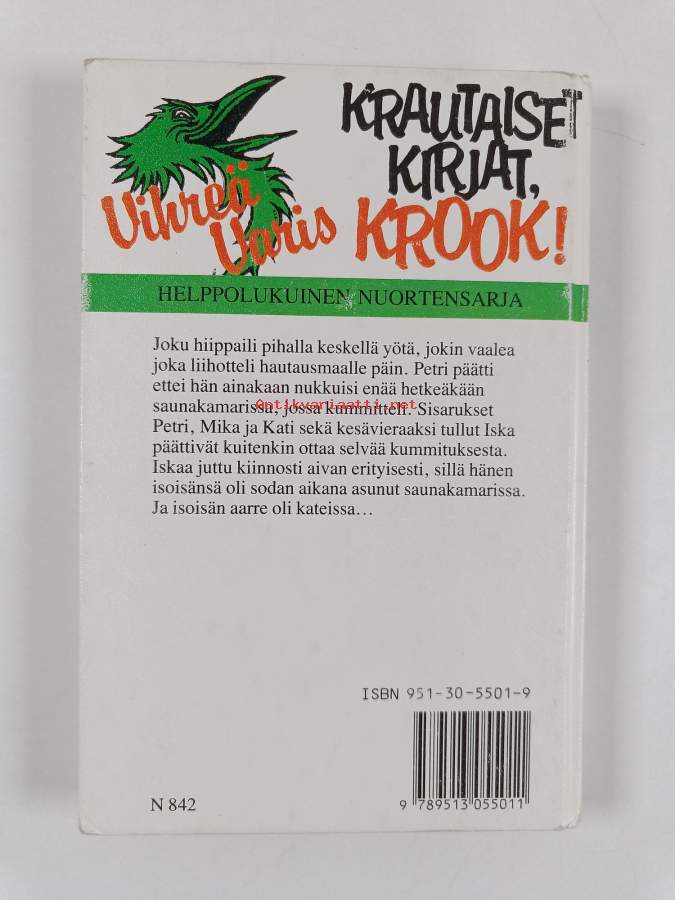 KRAUTAISET
KIRJAT,
KROOK!
Vihreä
Varis
HELPPOLUKUINEN NUORTENSARJA
Joku hiippaili pihalla keskellä yötä, jokin vaalea
joka liihotteli hautausmaalle päin. Petri päätti
ettei hän ainakaan nukkuisi enää hetkeäkään
saunakamarissa, jossa kummitteli. Sisarukset
Antikvariaatti.net
Petri, Mika ja Kati sekä kesävieraaksi tullut Iska
päättivät kuitenkin ottaa selvää kummituksesta.
Iskaa juttu kiinnosti aivan erityisesti, sillä hänen
isoisänsä oli sodan aikana asunut saunakamarissa.
Ja isoisän aarre oli kateissa…
ISBN 951-30-5501-9
9 789513 055011
N 842